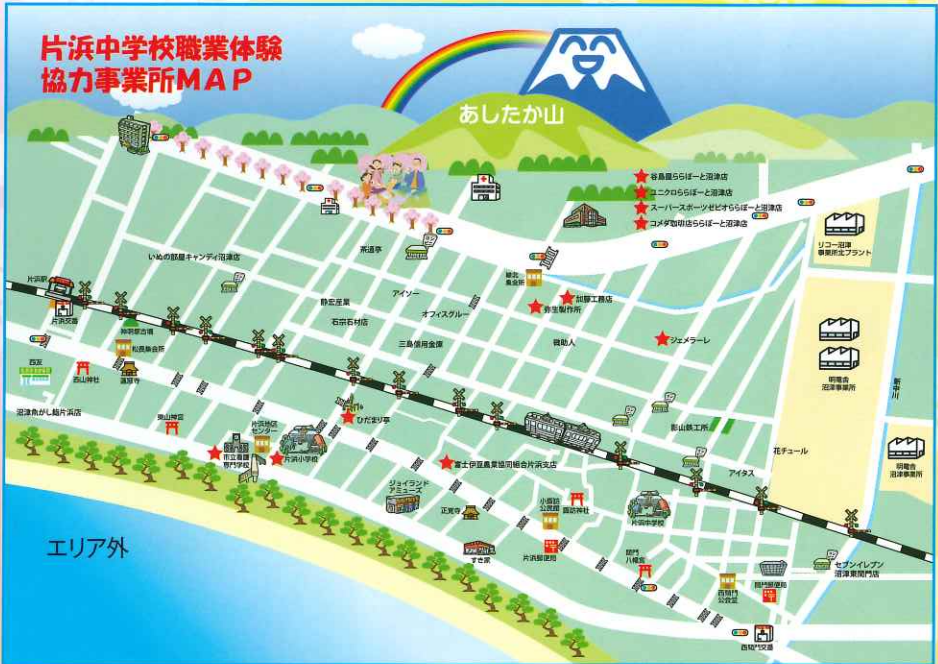 片浜中学校職業体験
協力事業所MAP
あしたか山
谷島屋ららぽーと沼津店
ユニクロららぽーと沼津店
スーパースポーツゼビオららぽーと沼津店
コメダ珈琲店ららぽーと沼津店
リコー沼津
事業所北プラント
茶通亭
いぬの部屋キャンディ沼津店
片浜駅
片浜交番
神明塚古墳
松長集会所
蓮窓寺
西友
西山神社
沼津魚がし鮨片浜店
東山神宮
静宏産業
石宗石材店
アイソー
オフィスグルー
三島信用金庫
加藤工務店
弥生製作所
微助人
ジェメラーレ
明電舎
沼津事業所
三中新
明電舎
沼津事業所
ひだまり亭
片浜地区
センター
市立看護
専門学校
片浜小学校
影山鉄工所
アイタス
花チュール
富士伊豆農業協同組合片浜支店
ジョイランド
アミューズ
正覚寺
小諏訪
公民館
諏訪神社
片浜中学校
すき家
片浜郵便局
間門
八幡宮
西間門
公会堂
間門郵便局
セブンイレブン
沼津東間門店
西間門交番
エリア外